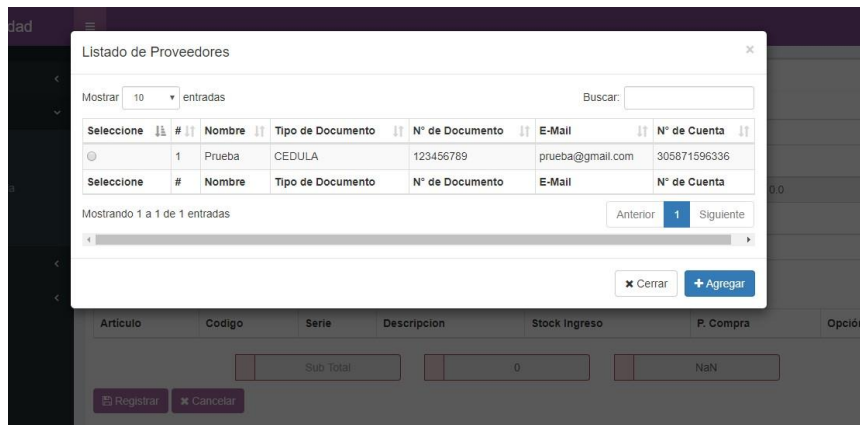 dad
Listado de Proveedores
×
Mostrar 10 entradas
Buscar:
Seleccione # Nombre Tipo de Documento N° de Documento E-Mail N° de Cuenta
1 Prueba CEDULA 123456789 prueba@gmail.com 305871596336
Seleccione # Nombre Tipo de Documento N° de Documento E-Mail N° de Cuenta
a
0.0
Mostrando 1 a 1 de 1 entradas
Anterior 1 Siguiente
× Cerrar + Agregar
Articulo Codigo Serie Descripcion Stock Ingreso P. Compra Opció
Sub Total 0 NaN
Registrar × Cancelar